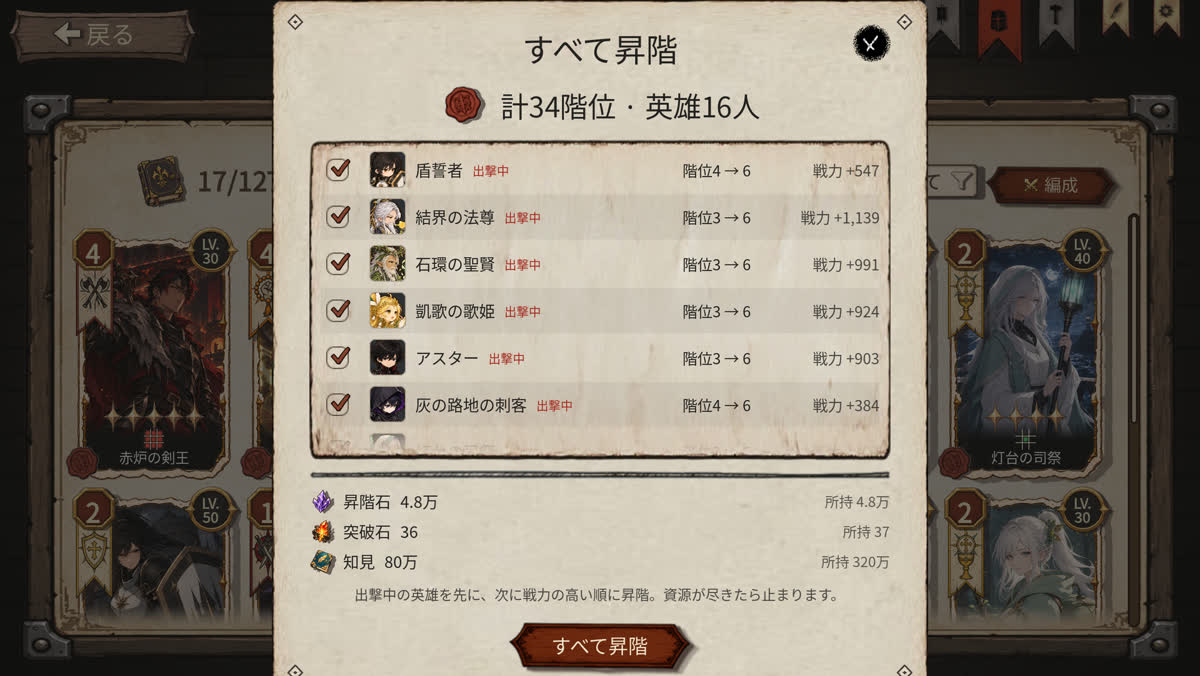 戻る
すべて昇階
計34階位・英雄16人
17/127
盾誓者 出撃中 階位4→6 戦力 +547
結界の法尊 出撃中 階位3→6 戦力 +1,139
石環の聖賢 出撃中 階位3→6 戦力 +991
凱歌の歌姫 出撃中 階位3→6 戦力 +924
アスター 出撃中 階位3→6 戦力 +903
灰の路地の刺客 出撃中 階位4→6 戦力 +384
て
編成
4
LV.
30
4
2
LV.
40
赤炉の剣王
灯台の司祭
昇階石 4.8万 所持 4.8万
突破石 36 所持 37
知見 80万 所持 320万
2
LV.
50
1
2
LV.
30
出撃中の英雄を先に、次に戦力の高い順に昇階。資源が尽きたら止まります。
すべて昇階